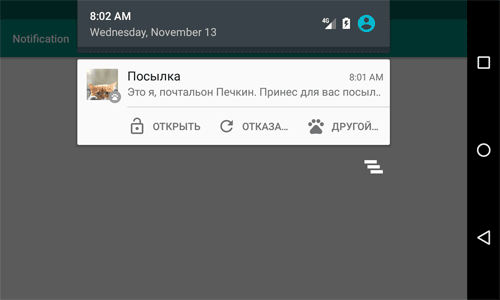 8:02 AM
Wednesday, November 13
4G
Notification
Посылка
8:01 AM
Это я, почтальон Печкин. Принес для вас посыл..
ОТКРЫТЬ
ОТКАЗА...
ДРУГОЙ...